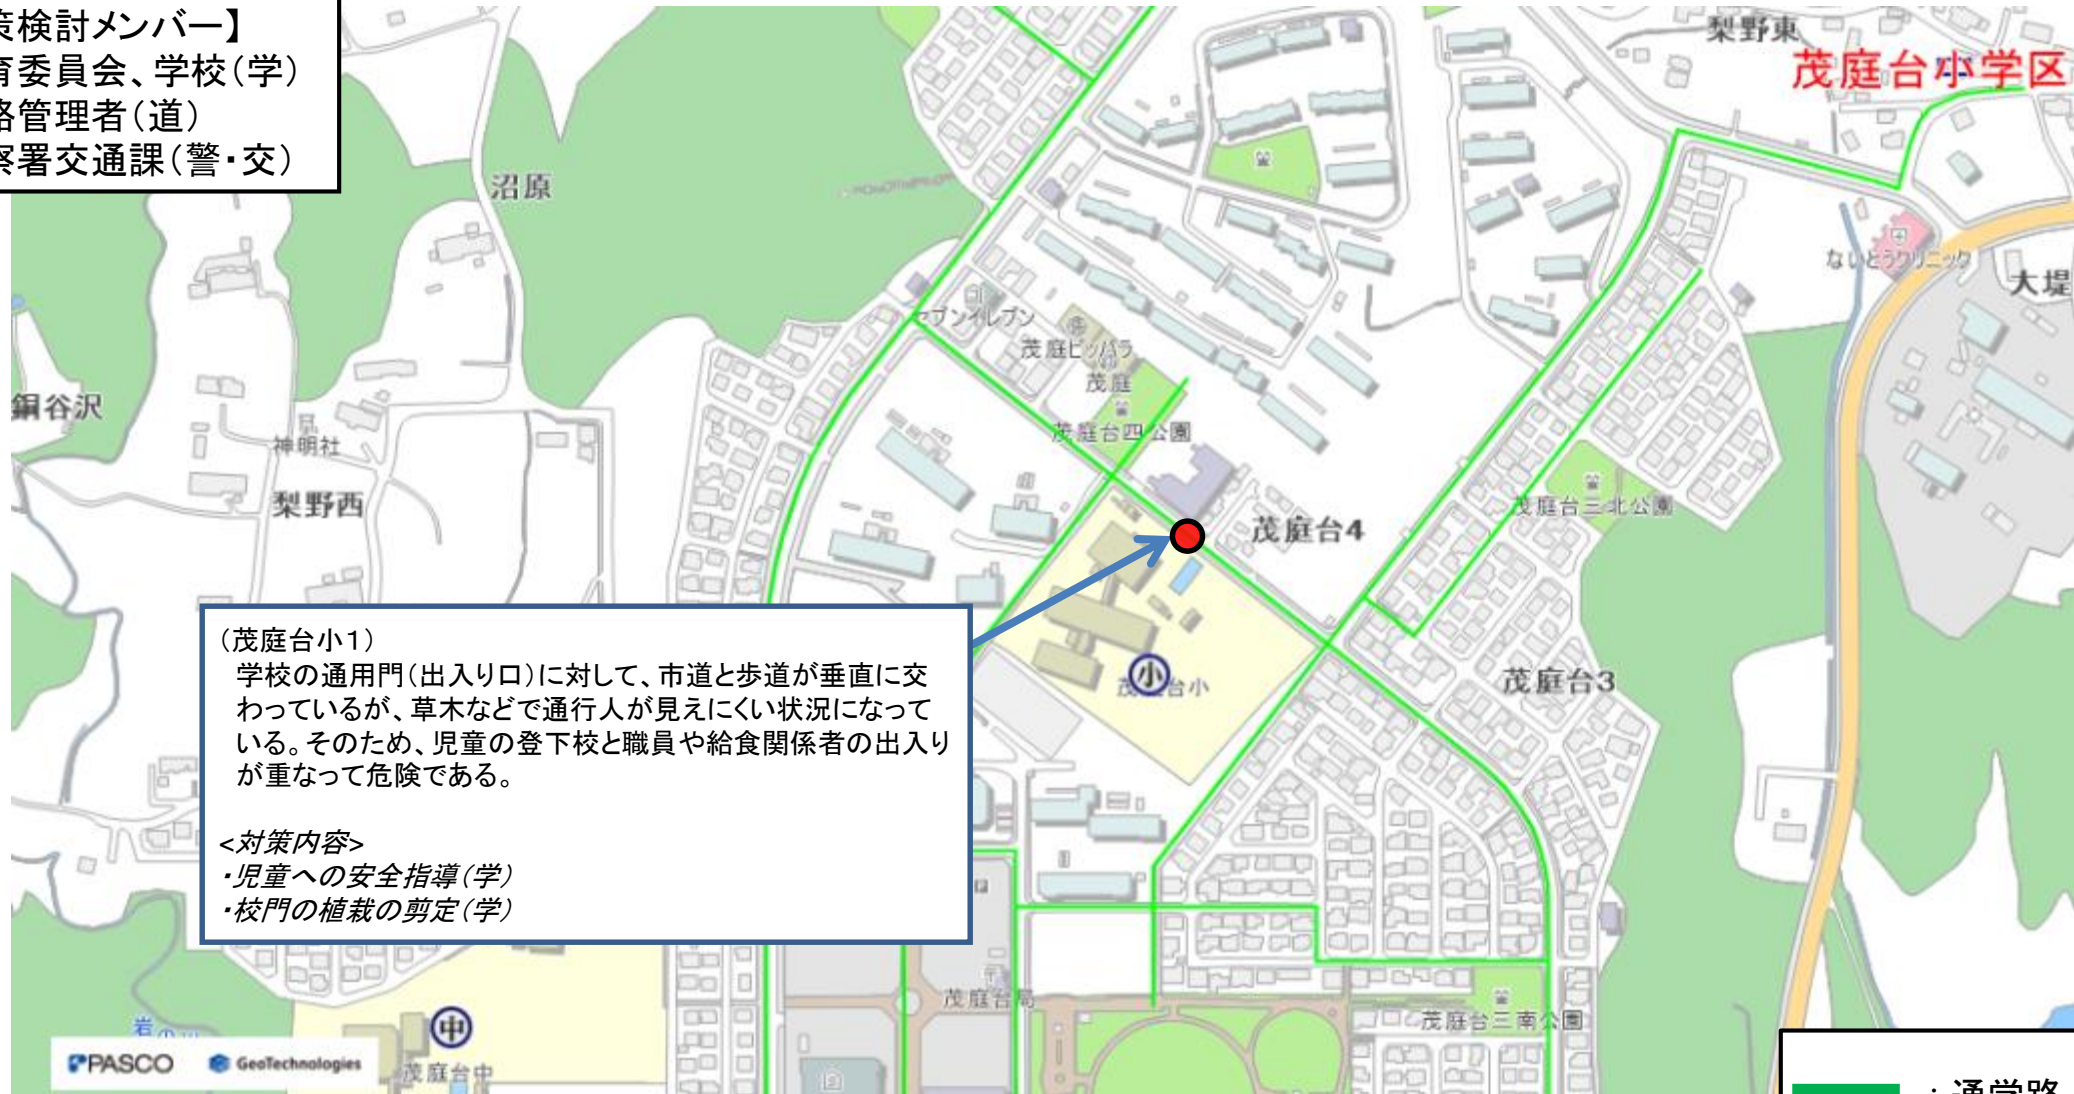 策検討メンバー】
育委員会、学校（学）
路管理者（道）
察署交通課（警・交）
茂庭台小学区
梨野東
沼原
ないとうクリニック
大堤
セブンイレブン
茂庭ビッパラ
茂庭
茂庭台四公園
銅谷沢
神明社
梨野西
茂庭台三北公園
茂庭台4
（茂庭台小１）
学校の通用門（出入り口）に対して、市道と歩道が垂直に交
わっているが、草木などで通行人が見えにくい状況になって
いる。そのため、児童の登下校と職員や給食関係者の出入り
が重なって危険である。
<対策内容>
・児童への安全指導（学）
・校門の植栽の剪定（学）
小
茂庭台小
茂庭台3
茂庭台局
茂庭台三南公園
中
茂庭台中
PASCO
GeoTechnologies
：通学路